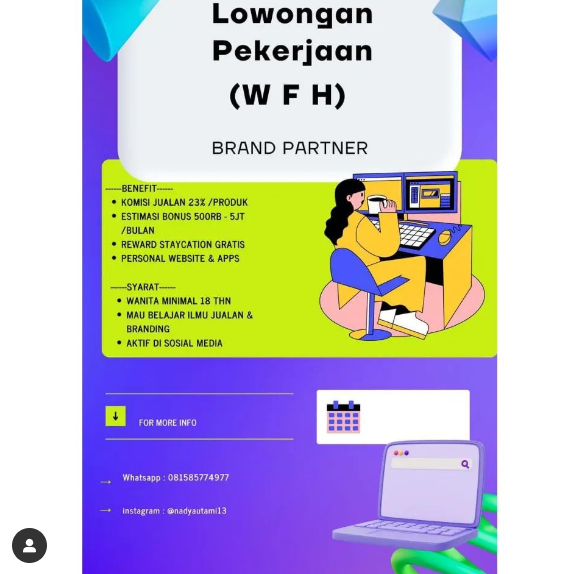 Lowongan
Pekerjaan
(W F H)
BRAND PARTNER
------BENEFIT------
• KOMISI JUALAN 23% /PRODUK
• ESTIMASI BONUS 500RB - 5JT
/BULAN
• REWARD STAYCATION GRATIS
• PERSONAL WEBSITE & APPS
------SYARAT------
• WANITA MINIMAL 18 THN
• MAU BELAJAR ILMU JUALAN &
BRANDING
• AKTIF DI SOSIAL MEDIA
FOR MORE INFO
Whatsapp : 081585774977
instagram : @nadyautami13